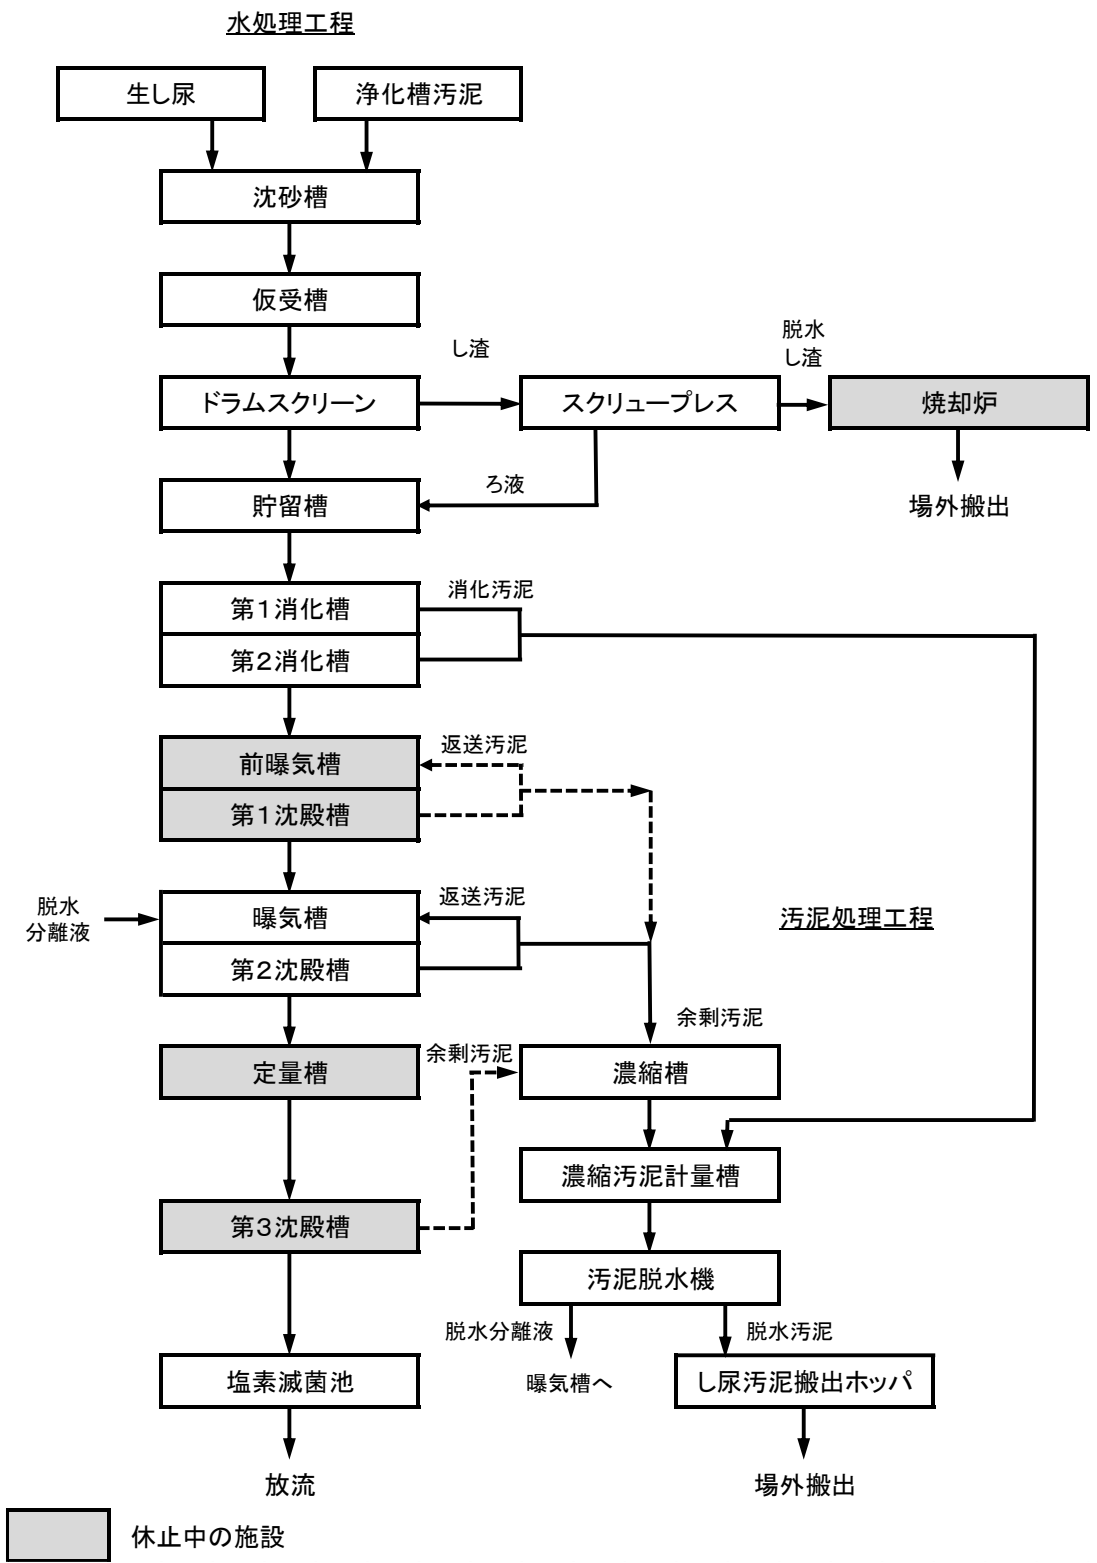 水処理工程
生し尿
浄化槽汚泥
沈砂槽
仮受槽
し渣
脱水
し渣
ドラムスクリーン
スクリュープレス
焼却炉
ろ液
貯留槽
場外搬出
消化汚泥
第1消化槽
第2消化槽
返送汚泥
前曝気槽
第1沈殿槽
脱水
分離液
返送汚泥
曝気槽
汚泥処理工程
第2沈殿槽
余剰汚泥
余剰汚泥
定量槽
濃縮槽
濃縮汚泥計量槽
第3沈殿槽
汚泥脱水機
脱水分離液
脱水汚泥
塩素滅菌池
曝気槽へ
し尿汚泥搬出ホッパ
放流
場外搬出
休止中の施設